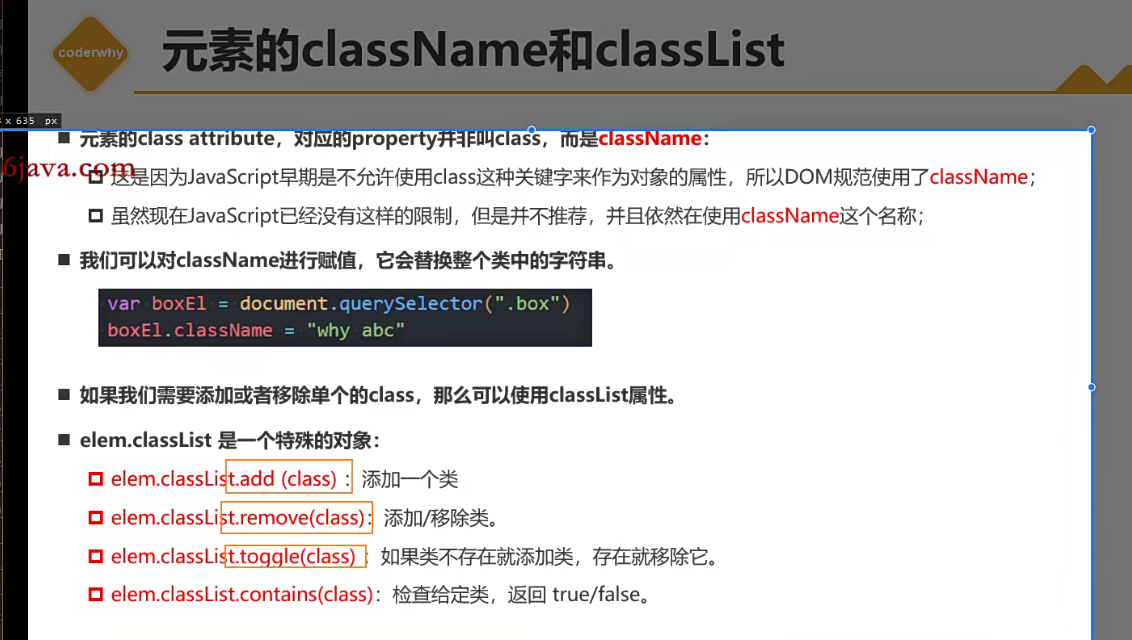 coderwhy
元素的className和classList
x 635 px
元素的class attribute，对应的property并非叫class，而是className：
6java.com
这是因为JavaScript早期是不允许使用class这种关键字来作为对象的属性，所以DOM规范使用了className；
虽然现在JavaScript已经没有这样的限制，但是并不推荐，并且依然在使用className这个名称；
我们可以对className进行赋值，它会替换整个类中的字符串。
var boxEl = document.querySelector(".box")
boxEl.className = "why abc"
如果我们需要添加或者移除单个的class，那么可以使用classList属性。
elem.classList 是一个特殊的对象：
elem.classList.add (class) ：添加一个类
elem.classList.remove(class)：添加/移除类。
elem.classList.toggle(class) ：如果类不存在就添加类，存在就移除它。
elem.classList.contains(class)：检查给定类，返回 true/false。